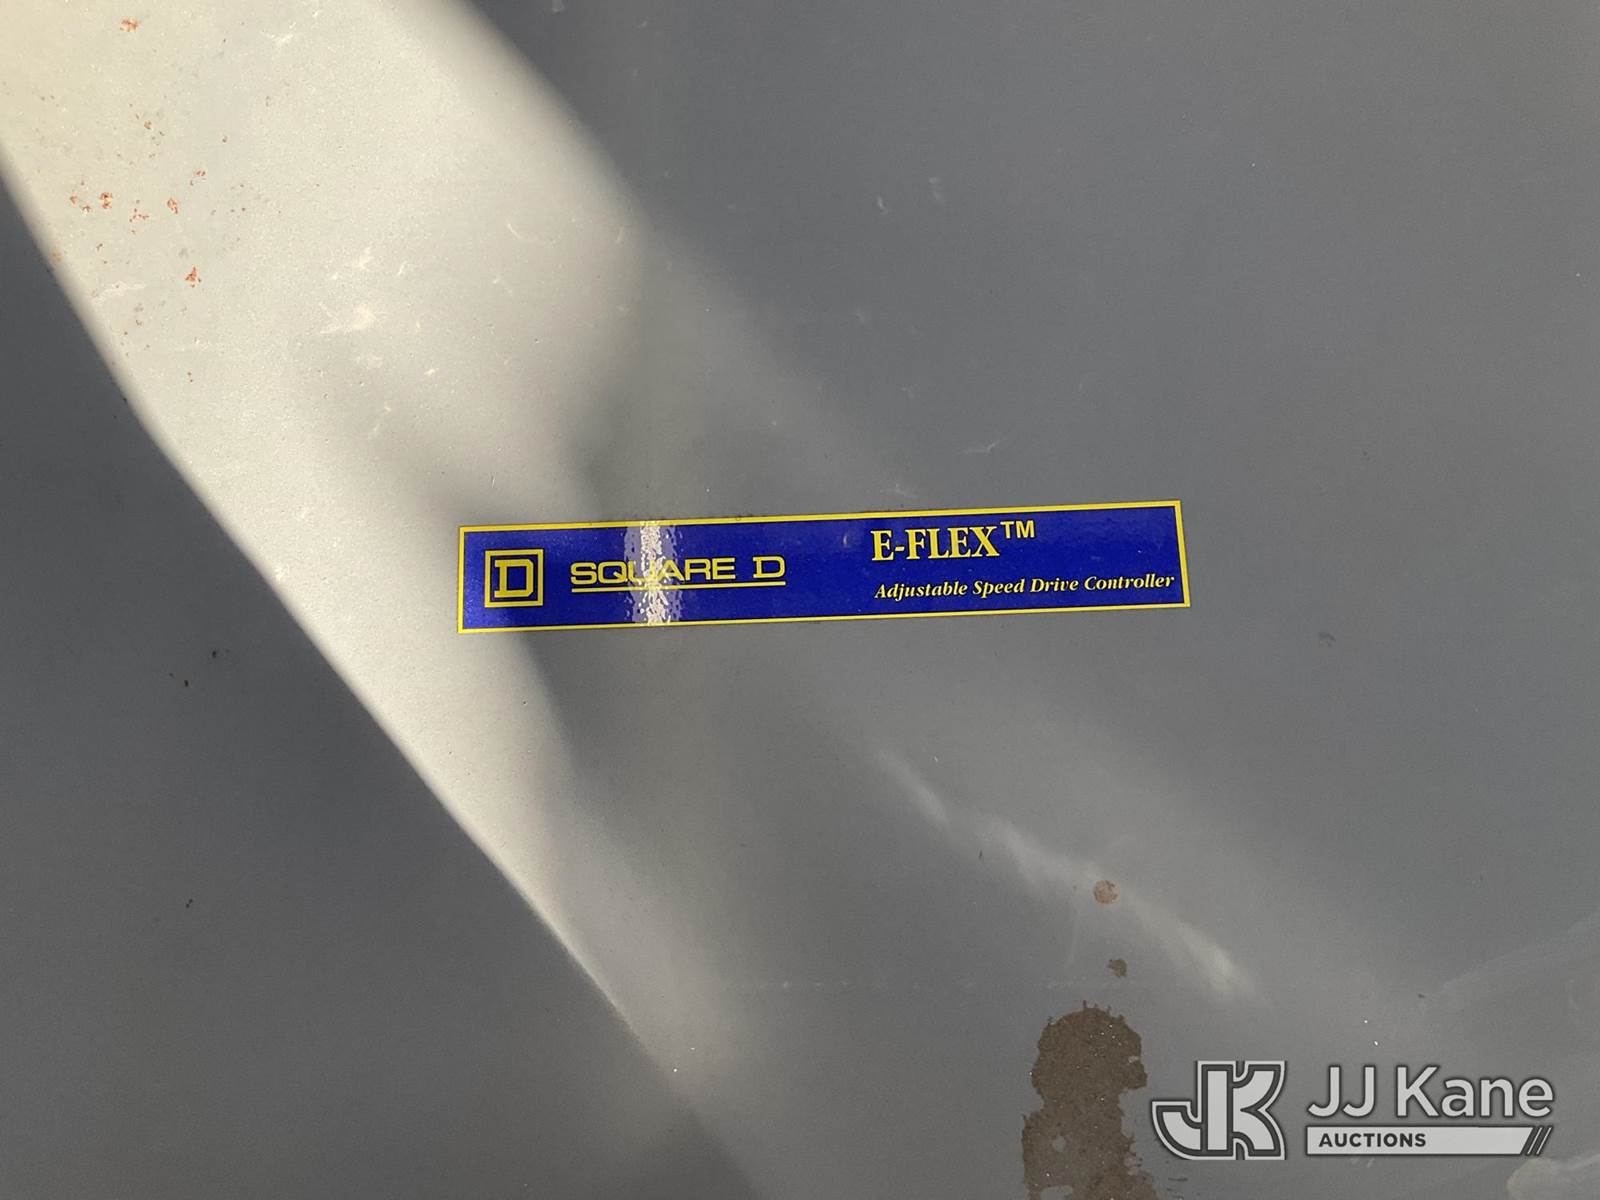 D SQUARE D E-FLEX™
Adjustable Speed Drive Controller
JK JJ Kane
AUCTIONS